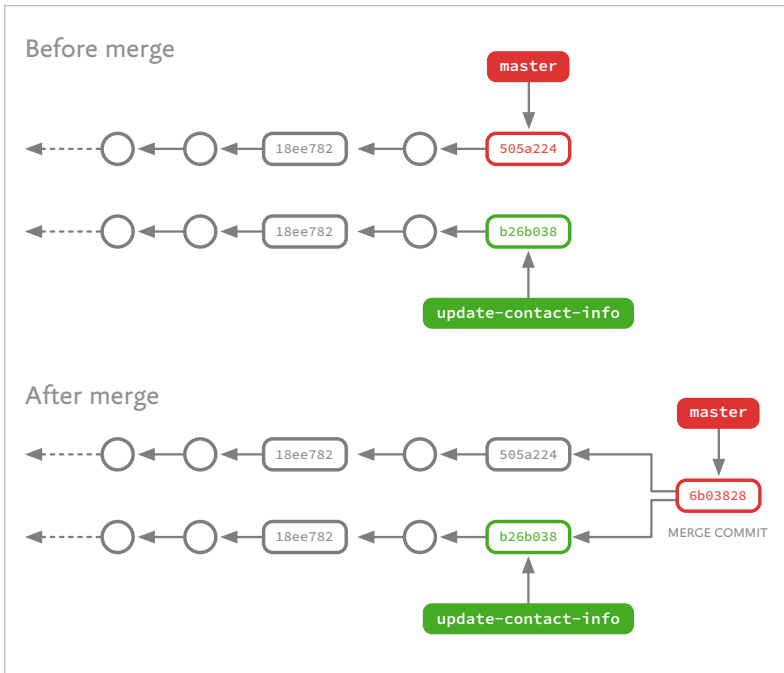 Before merge
master
18ee782
505a224
18ee782
b26b038
update-contact-info
After merge
master
18ee782
505a224
6b03828
MERGE COMMIT
18ee782
b26b038
update-contact-info